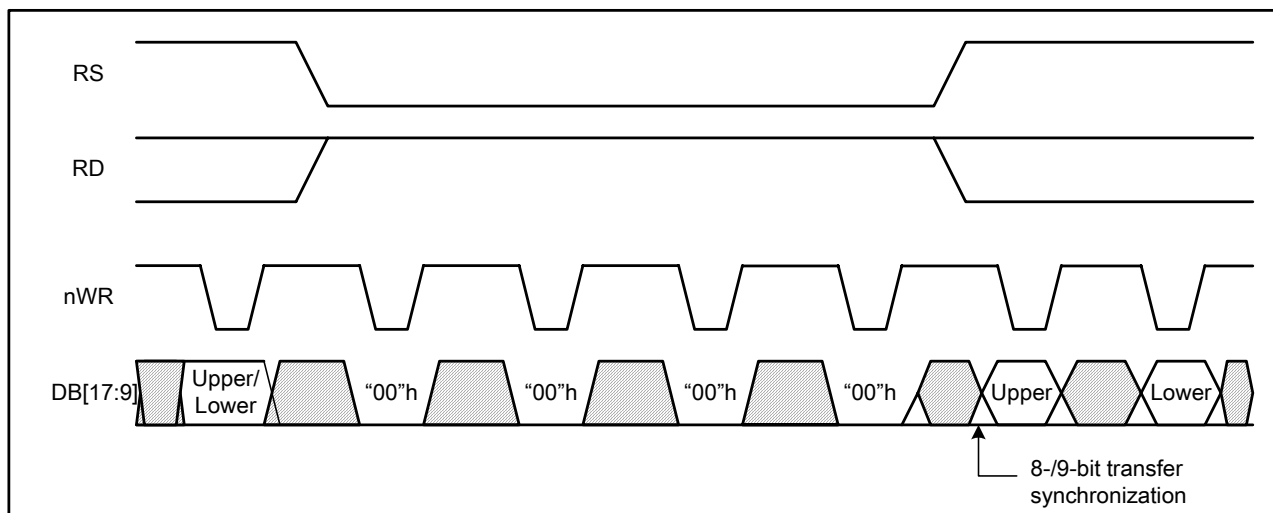 RS
RD
nWR
DB[17:9]
Upper/
Lower
“00”h
“00”h
“00”h
“00”h
Upper
Lower
8-/9-bit transfer
synchronization